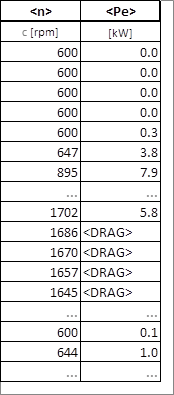 <n> <Pe>
c [rpm] [kW]
600 0.0
600 0.0
600 0.0
600 0.0
600 0.3
647 3.8
895 7.9
... ...
1702 5.8
1686 <DRAG>
1670 <DRAG>
1657 <DRAG>
1645 <DRAG>
... ...
600 0.1
644 1.0
... ...